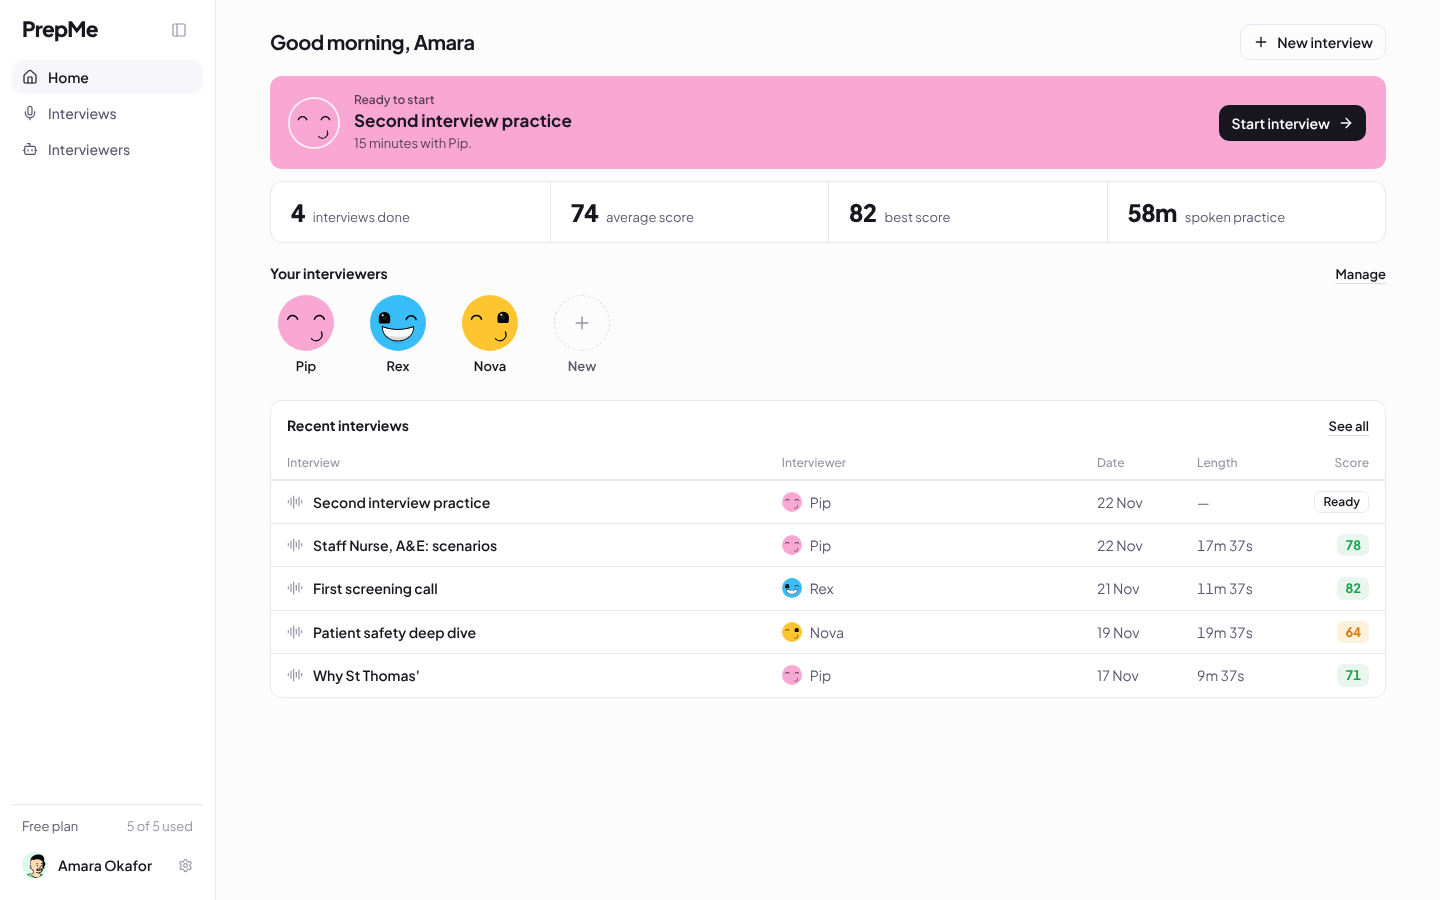 PrepMe
Home
Interviews
Interviewers
Free plan 5 of 5 used
Amara Okafor
Good morning, Amara
New interview
Ready to start
Second interview practice
15 minutes with Pip.
Start interview
4 interviews done
74 average score
82 best score
58m spoken practice
Your interviewers
Manage
Pip
Rex
Nova
New
Recent interviews
See all
Interview Interviewer Date Length Score
Second interview practice Pip 22 Nov — Ready
Staff Nurse, A&E: scenarios Pip 22 Nov 17m 37s 78
First screening call Rex 21 Nov 11m 37s 82
Patient safety deep dive Nova 19 Nov 19m 37s 64
Why St Thomas' Pip 17 Nov 9m 37s 71